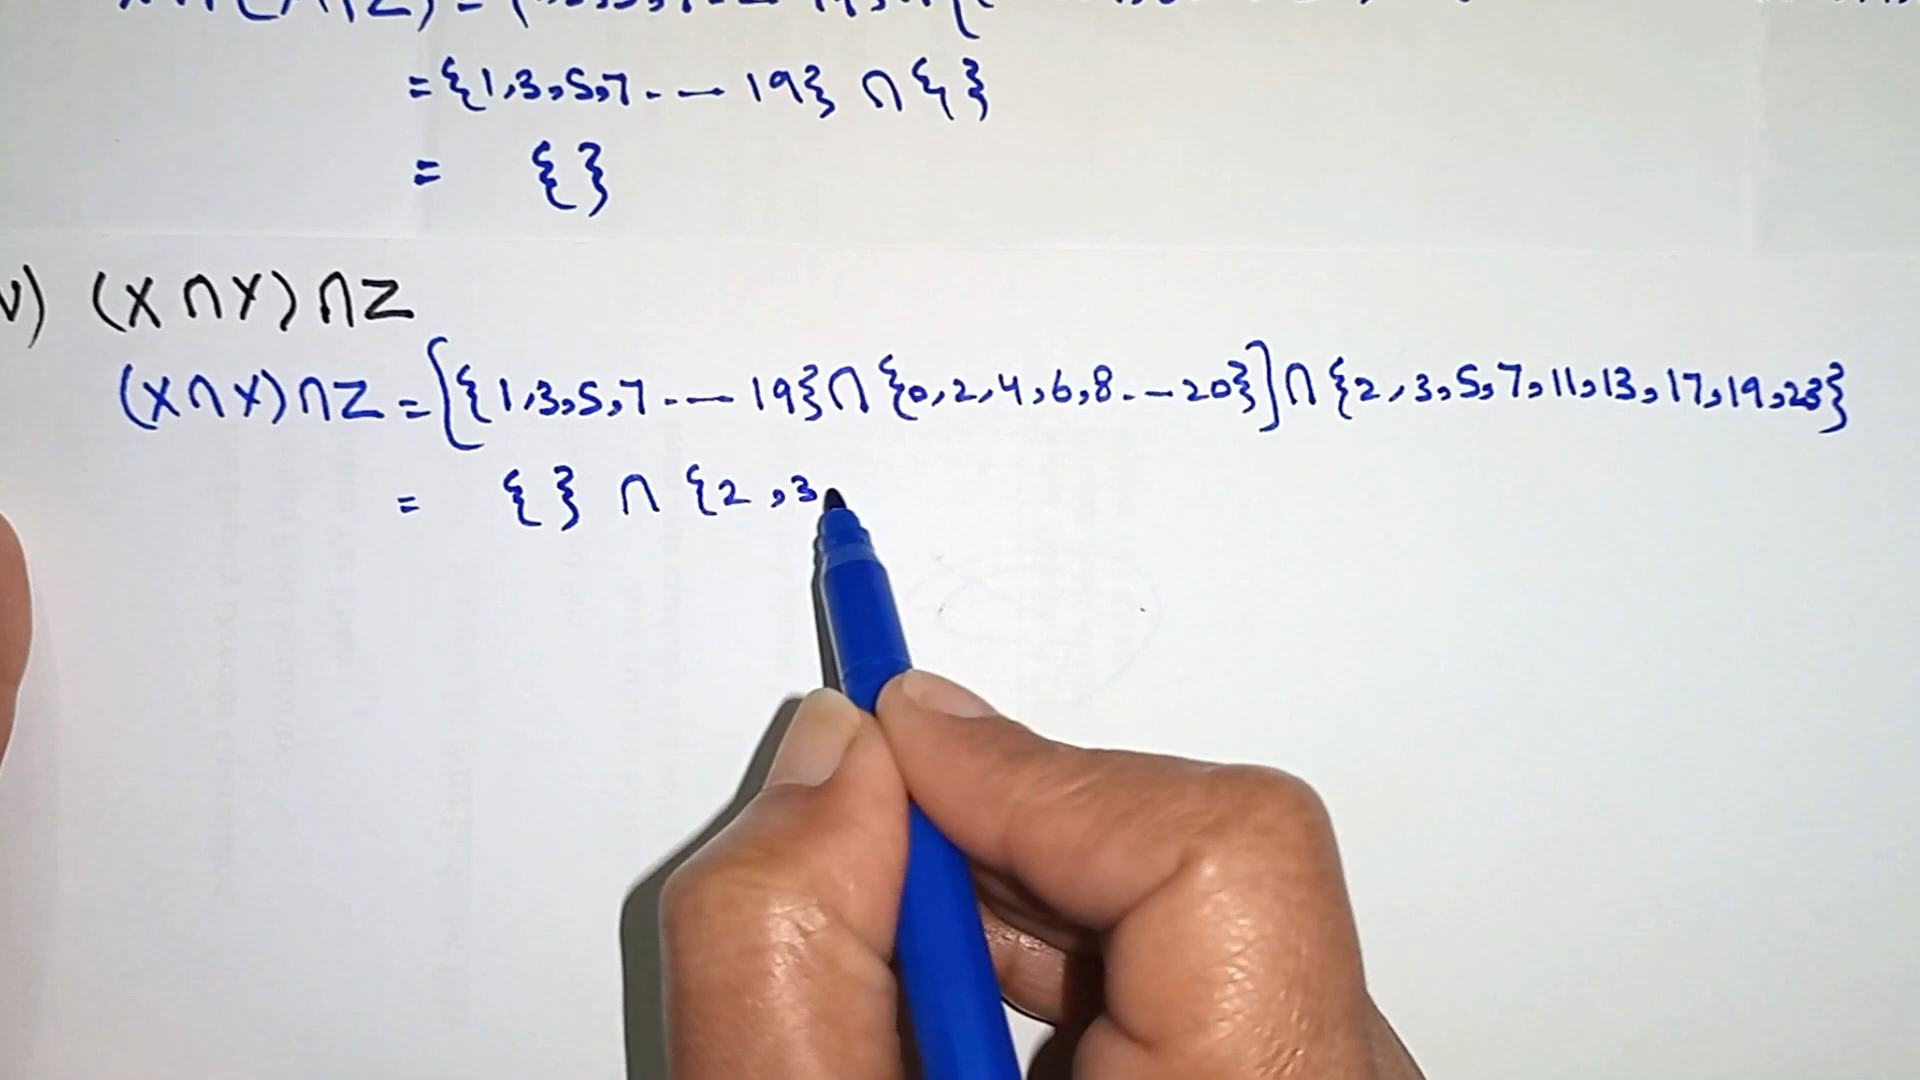 = {1,3,5,7 - — 19} ∩ { }
= { }
v) (X∩Y)∩Z
(X∩Y)∩Z = [{1,3,5,7 - — 19}∩{0,2,4,6,8 - — 20}]∩{2,3,5,7,11,13,17,19,23}
= { } ∩ {2,3